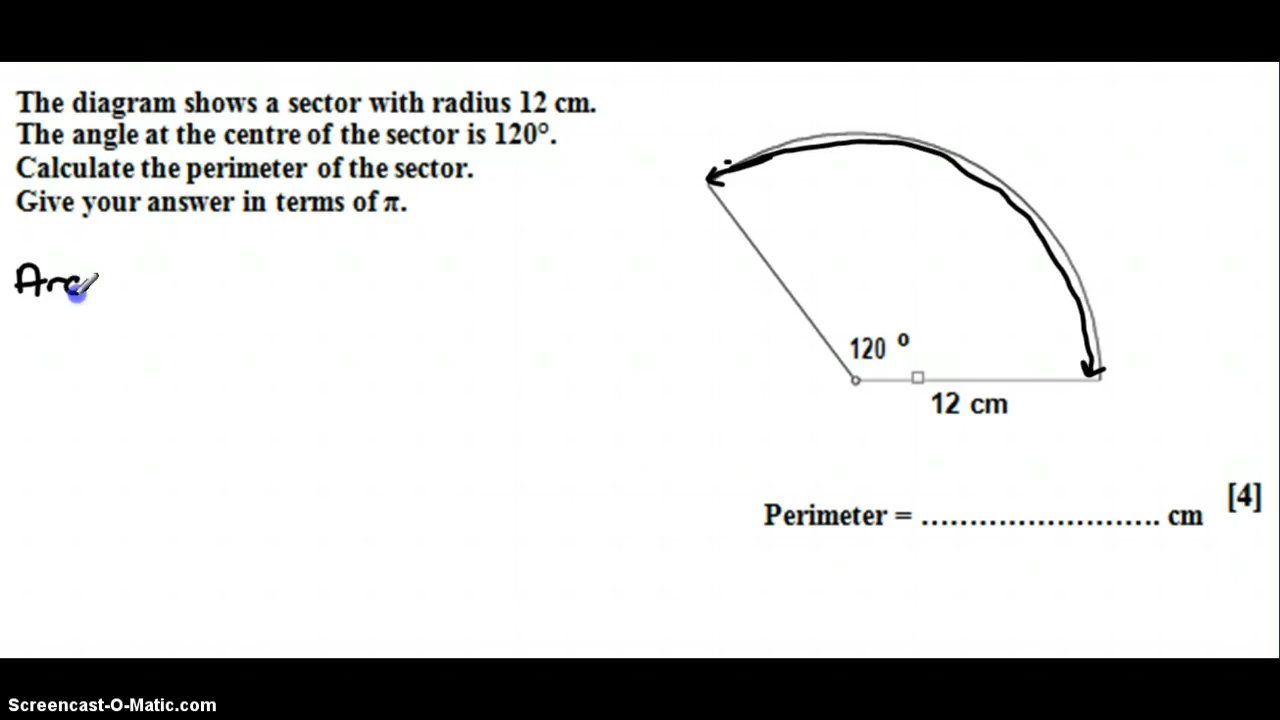 The diagram shows a sector with radius 12 cm.
The angle at the centre of the sector is 120°.
Calculate the perimeter of the sector.
Give your answer in terms of π.
Arc
120 °
12 cm
[4]
Perimeter = ............................ cm
Screencast-O-Matic.com